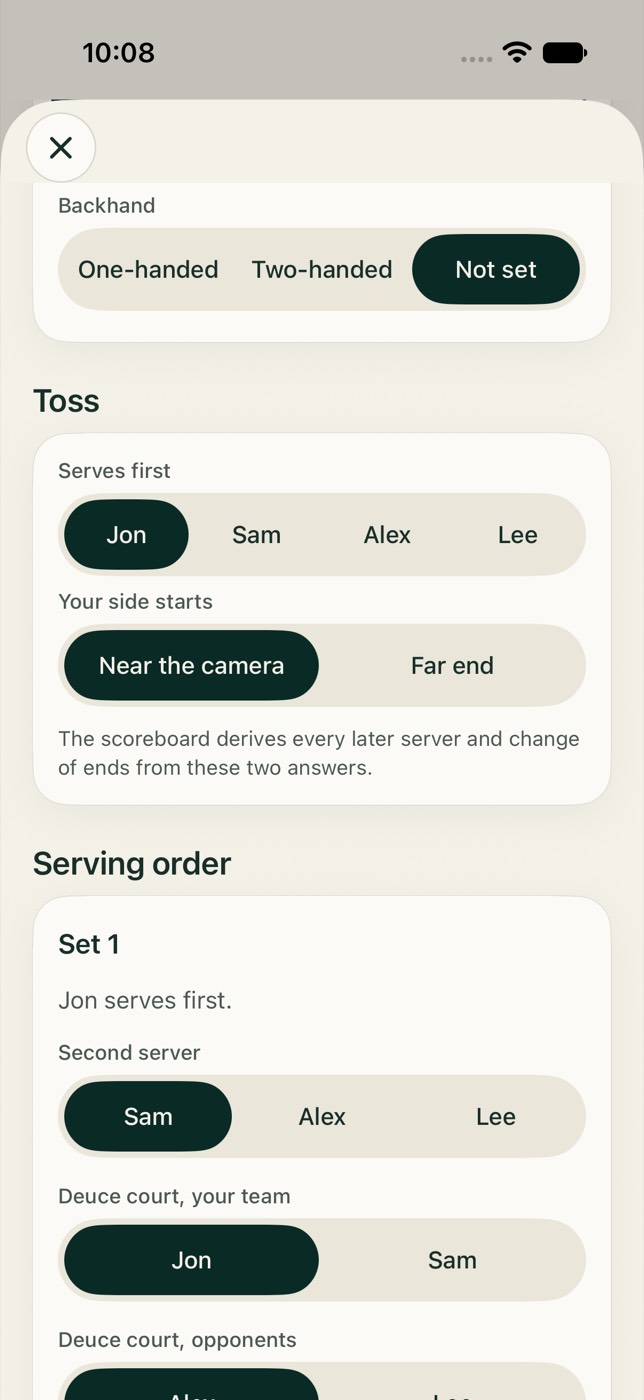 10:08
Backhand
One-handed Two-handed Not set
Toss
Serves first
Jon Sam Alex Lee
Your side starts
Near the camera Far end
The scoreboard derives every later server and change
of ends from these two answers.
Serving order
Set 1
Jon serves first.
Second server
Sam Alex Lee
Deuce court, your team
Jon Sam
Deuce court, opponents
Alex Lee